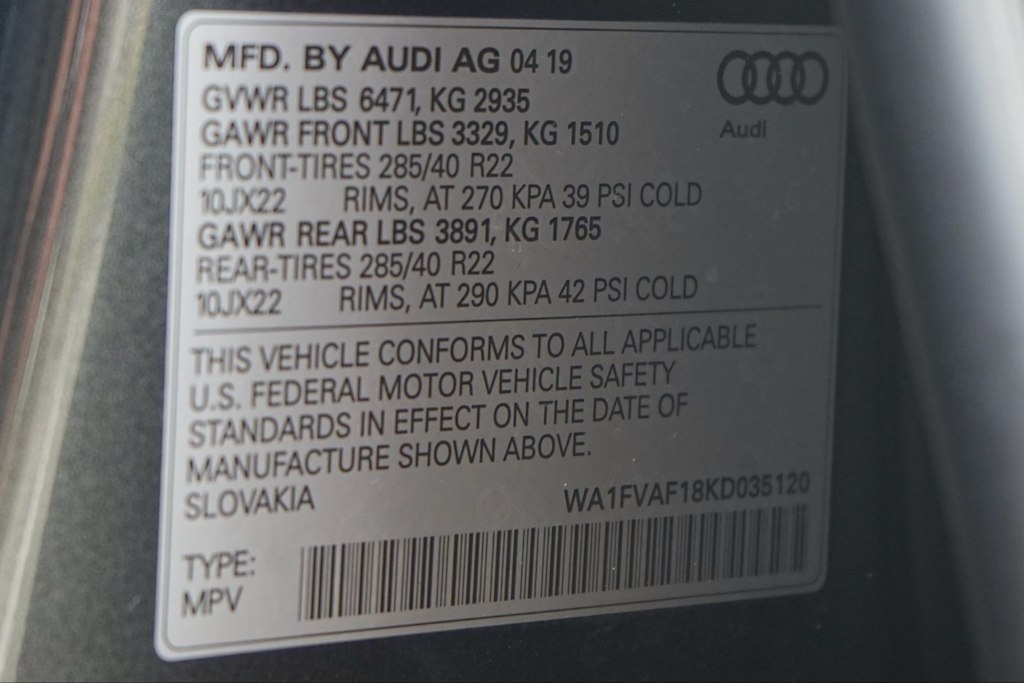 MFD. BY AUDI AG 04 19
GVWR LBS 6471, KG 2935
GAWR FRONT LBS 3329, KG 1510
FRONT-TIRES 285/40 R22
10JX22 RIMS, AT 270 KPA 39 PSI COLD
GAWR REAR LBS 3891, KG 1765
REAR-TIRES 285/40 R22
10JX22 RIMS, AT 290 KPA 42 PSI COLD
Audi
THIS VEHICLE CONFORMS TO ALL APPLICABLE
U.S. FEDERAL MOTOR VEHICLE SAFETY
STANDARDS IN EFFECT ON THE DATE OF
MANUFACTURE SHOWN ABOVE.
SLOVAKIA WA1FVAF18KD035120
TYPE:
MPV